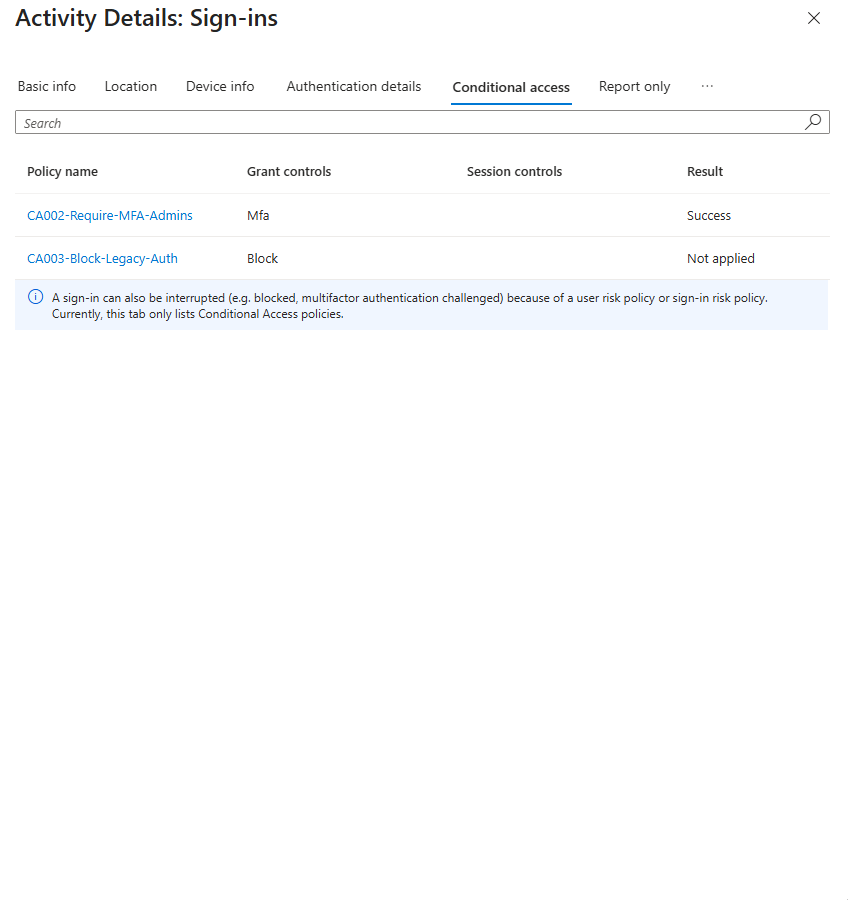 Activity Details: Sign-ins
Basic info Location Device info Authentication details Conditional access Report only ...
Search
Policy name Grant controls Session controls Result
CA002-Require-MFA-Admins Mfa Success
CA003-Block-Legacy-Auth Block Not applied
A sign-in can also be interrupted (e.g. blocked, multifactor authentication challenged) because of a user risk policy or sign-in risk policy.
Currently, this tab only lists Conditional Access policies.